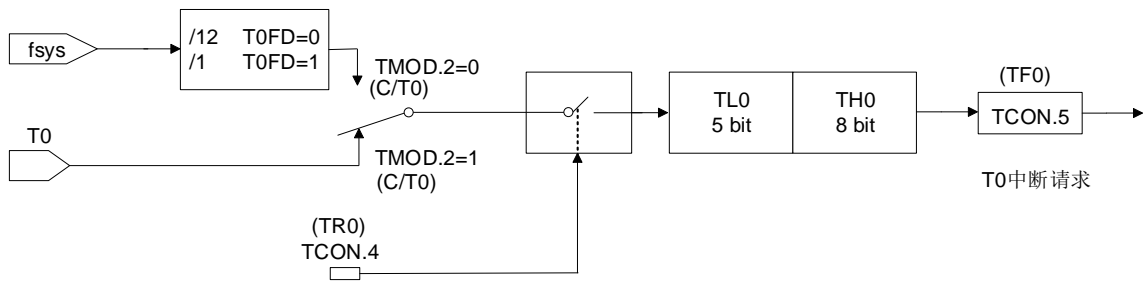 fsys
/12 T0FD=0
/1 T0FD=1
TMOD.2=0
(C/T0)
T0
TMOD.2=1
(C/T0)
(TR0)
TCON.4
TL0
5 bit
TH0
8 bit
(TF0)
TCON.5
T0中断请求